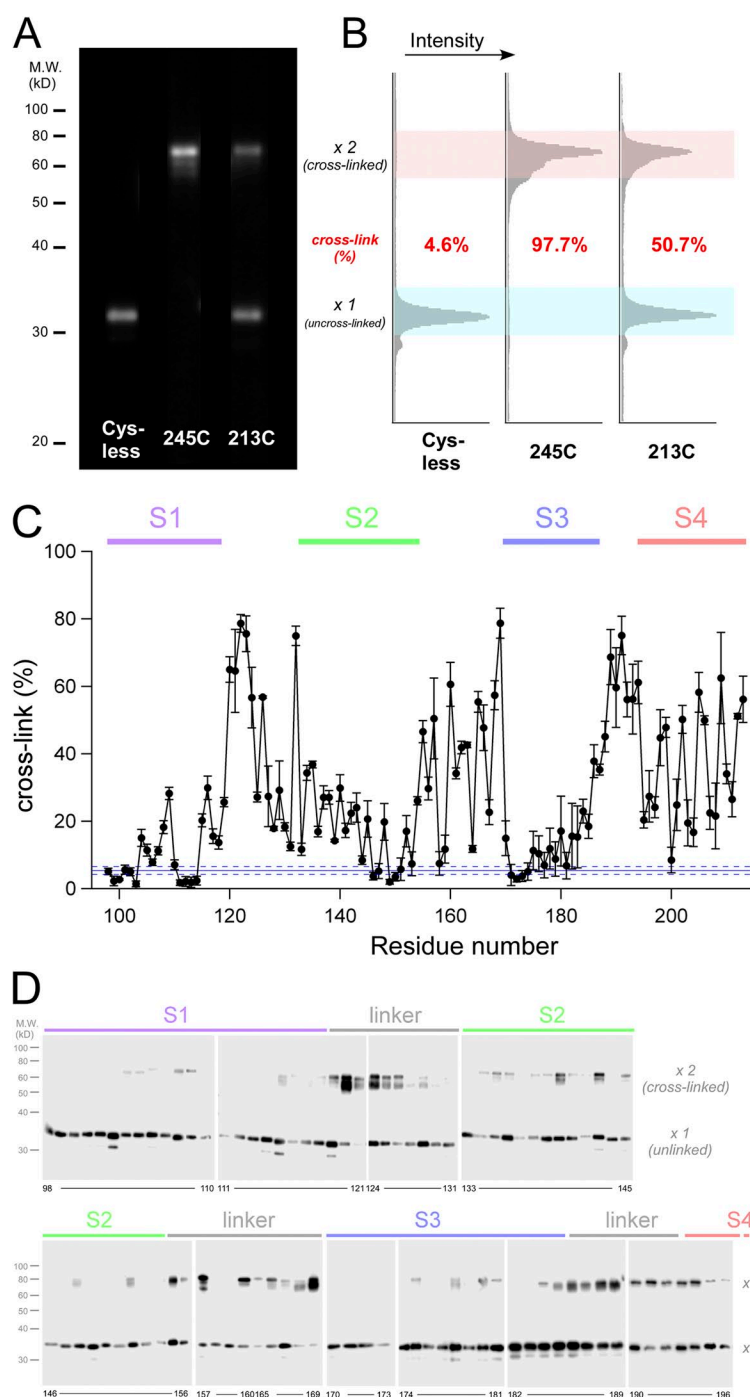 A
M.W.
(kD)
100
80
60
50
40
30
20
Cys-
less
245C
213C
B
Intensity
x 2
(cross-linked)
cross-link
(%)
4.6%
97.7%
50.7%
x 1
(uncross-linked)
Cys-
less
245C
213C
C
S1
S2
S3
S4
100
80
60
40
20
0
cross-link (%)
100
120
140
160
180
200
Residue number
D
S1
linker
S2
M.W.
(kD)
100
80
60
50
40
30
x 2
(cross-linked)
x 1
(unlinked)
98
110
111
121
124
131
133
145
S2
linker
S3
linker
S4
100
80
60
50
40
30
x
x
146
156
157
160
165
169
170
173
174
181
182
189
190
196